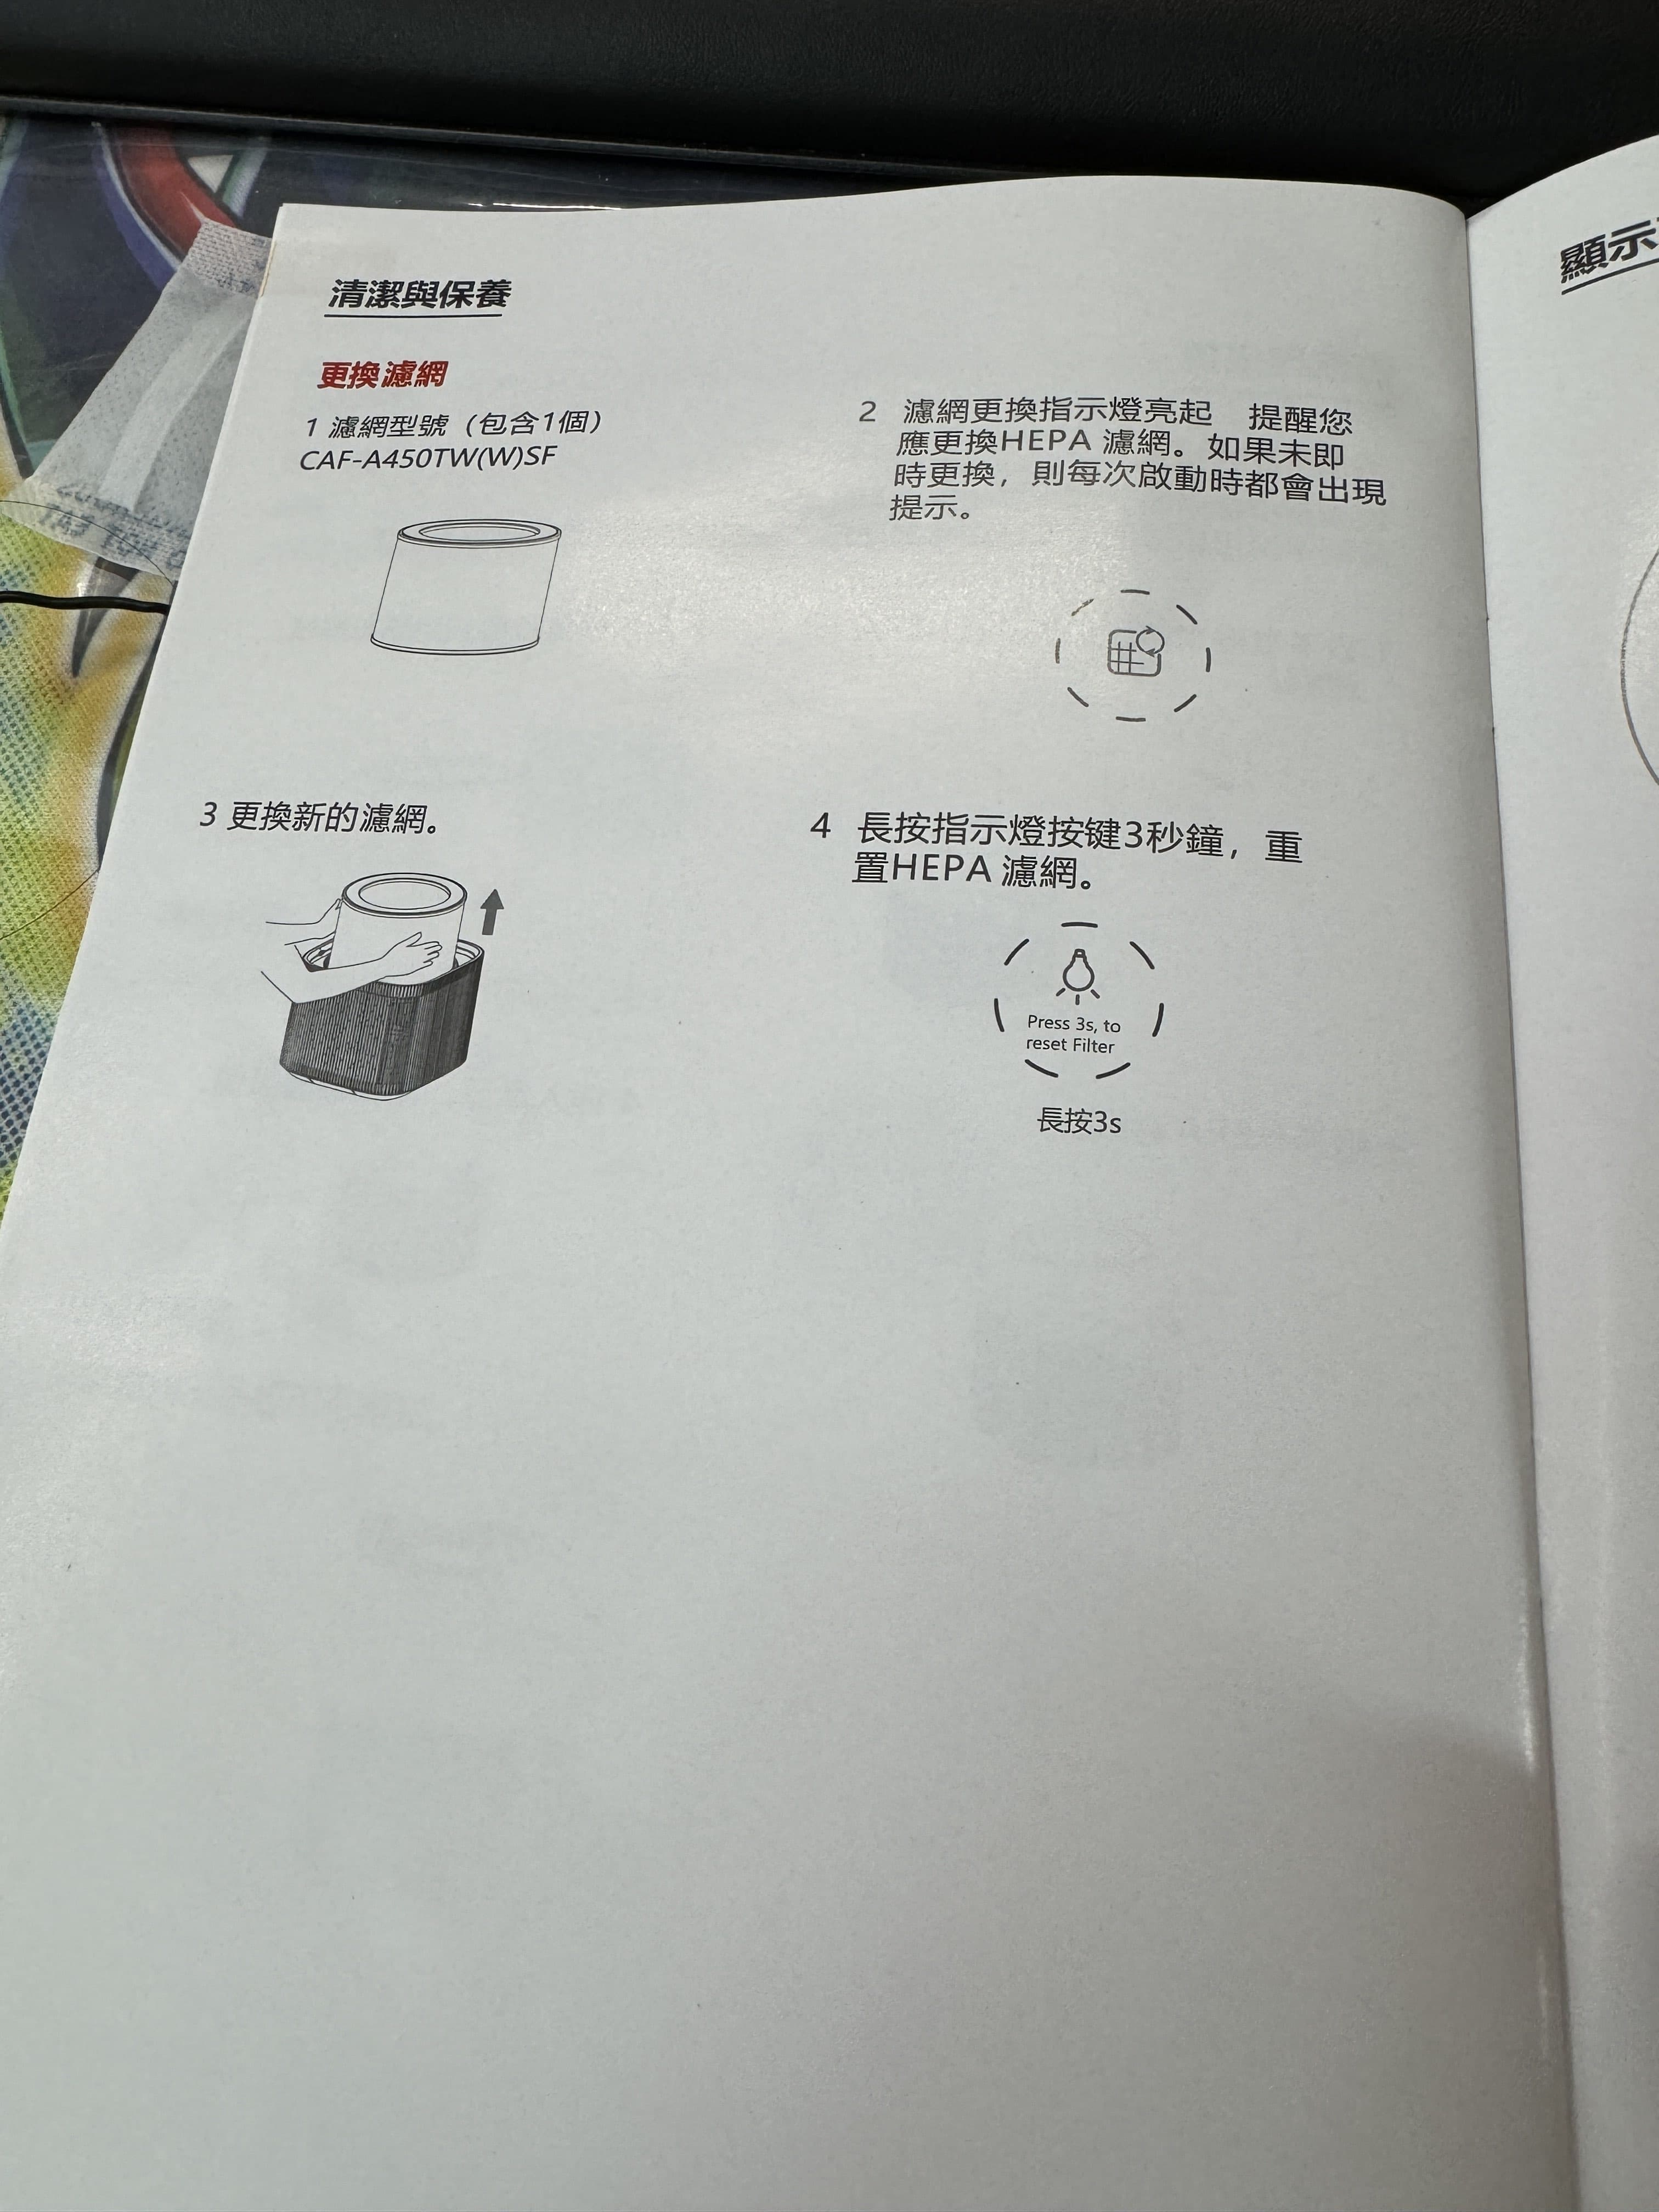 清潔與保養
更換濾網
1 濾網型號（包含1個）
CAF-A450TW(W)SF
2 濾網更換指示燈亮起 提醒您
應更換HEPA 濾網。如果未即
時更換，則每次啟動時都會出現
提示。
3 更換新的濾網。
4 長按指示燈按键3秒鐘，重
置HEPA 濾網。
Press 3s, to
reset Filter
長按3s
顯示